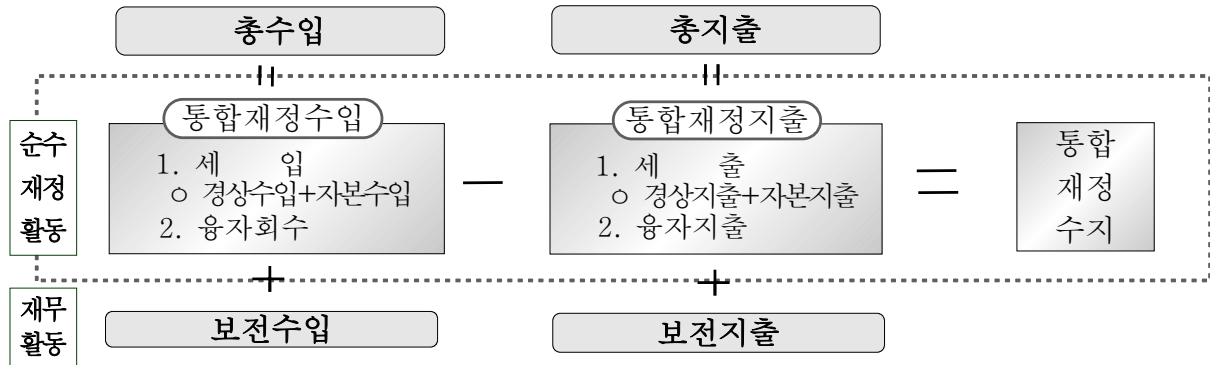 총수입
총지출
=
=
순수
재정
활동
통합재정수입
1. 세 입
ㅇ 경상수입+자본수입
2. 융자회수
—
통합재정지출
1. 세 출
ㅇ 경상지출+자본지출
2. 융자지출
=
통합
재정
수지
+
+
재무
활동
보전수입
보전지출